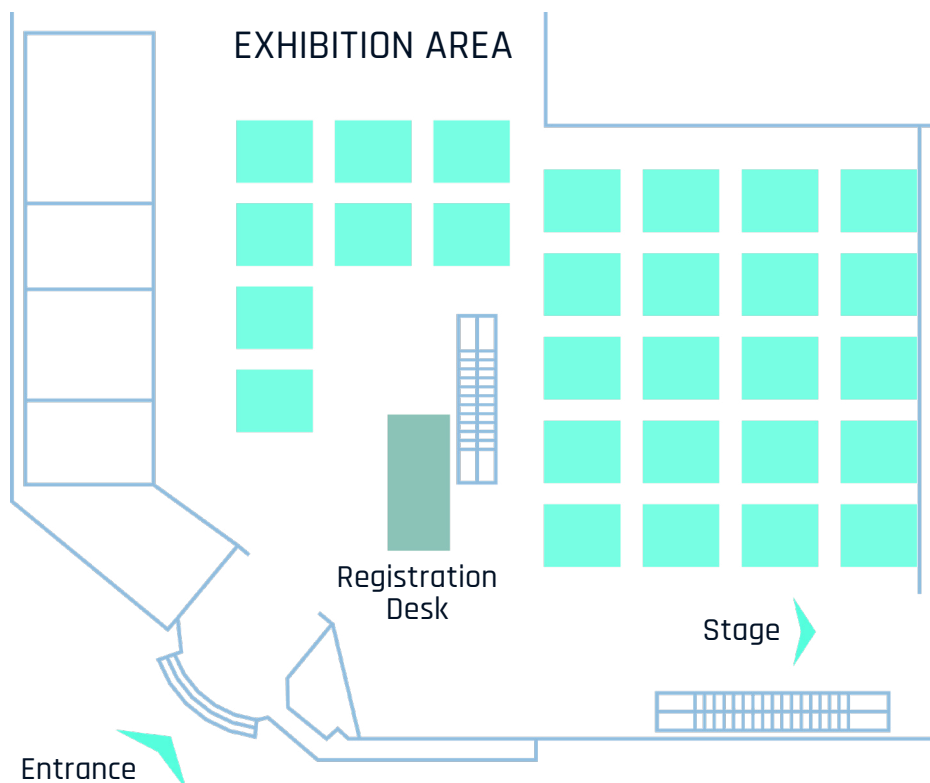 EXHIBITION AREA
Registration
Desk
Stage
Entrance